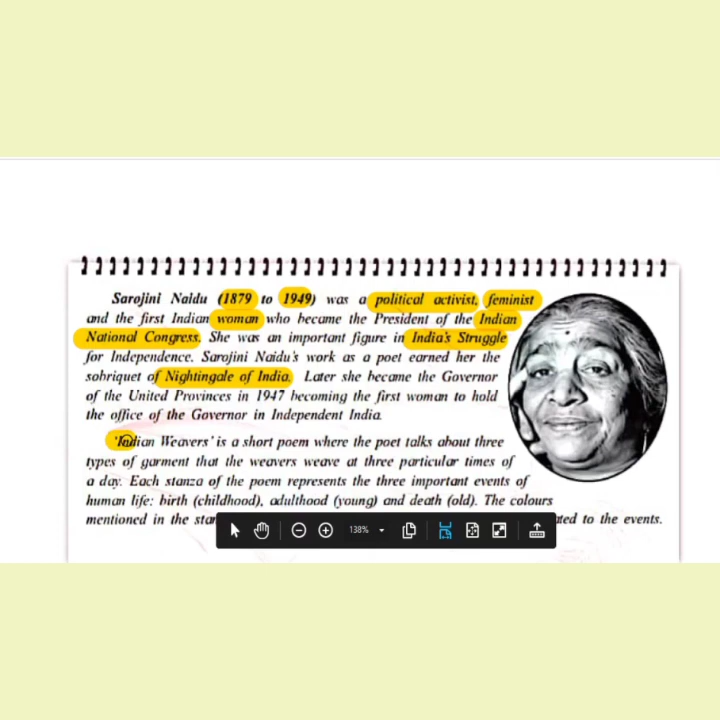 Sarojini Naidu (1879 to 1949) was a political activist, feminist
and the first Indian woman who became the President of the Indian
National Congress. She was an important figure in India's Struggle
for Independence. Sarojini Naidu's work as a poet earned her the
sobriquet of Nightingale of India. Later she became the Governor
of the United Provinces in 1947 becoming the first woman to hold
the office of the Governor in Independent India.
'Indian Weavers' is a short poem where the poet talks about three
types of garment that the weavers weave at three particular times of
a day. Each stanza of the poem represents the three important events of
human life: birth (childhood), adulthood (young) and death (old). The colours
mentioned in the to the events.
138%